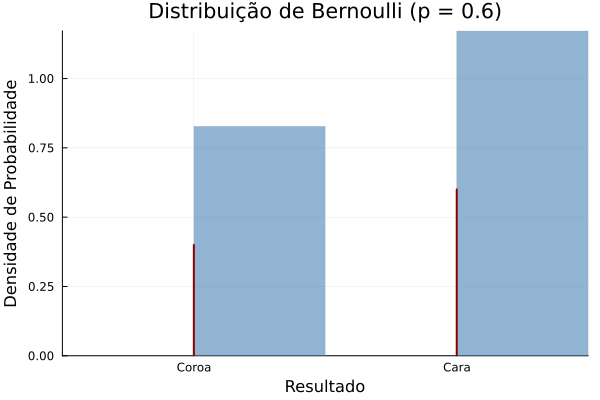 Distribuição de Bernoulli (p = 0.6)
Densidade de Probabilidade
1.00
0.75
0.50
0.25
0.00
Coroa
Cara
Resultado